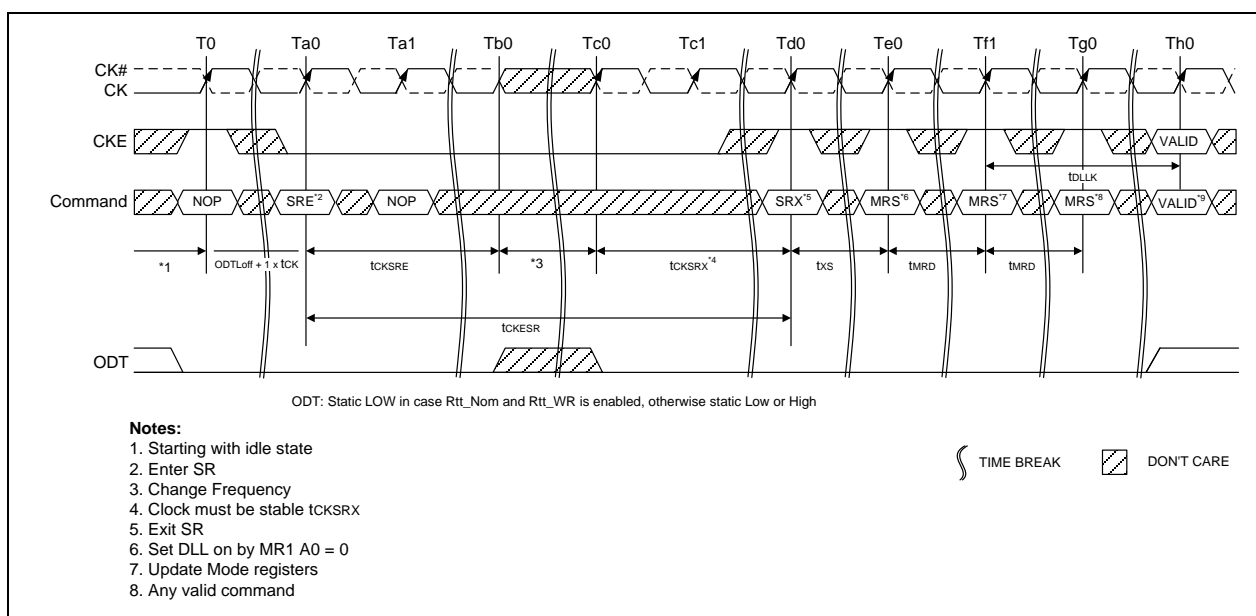 T0 Ta0 Ta1 Tb0 Tc0 Tc1 Td0 Te0 Tf1 Tg0 Th0
CK#
CK
CKE VALID
tDLLK
Command NOP SRE*2 NOP SRX*5 MRS*6 MRS*7 MRS*8 VALID*9
*1 ODTLoff + 1 x tCK tCKSRE *3 tCKSRX*4 tXS tMRD tMRD
tCKESR
ODT
ODT: Static LOW in case Rtt_Nom and Rtt_WR is enabled, otherwise static Low or High
Notes:
1. Starting with idle state
2. Enter SR
3. Change Frequency
4. Clock must be stable tCKSRX
5. Exit SR
6. Set DLL on by MR1 A0 = 0
7. Update Mode registers
8. Any valid command
TIME BREAK DON'T CARE